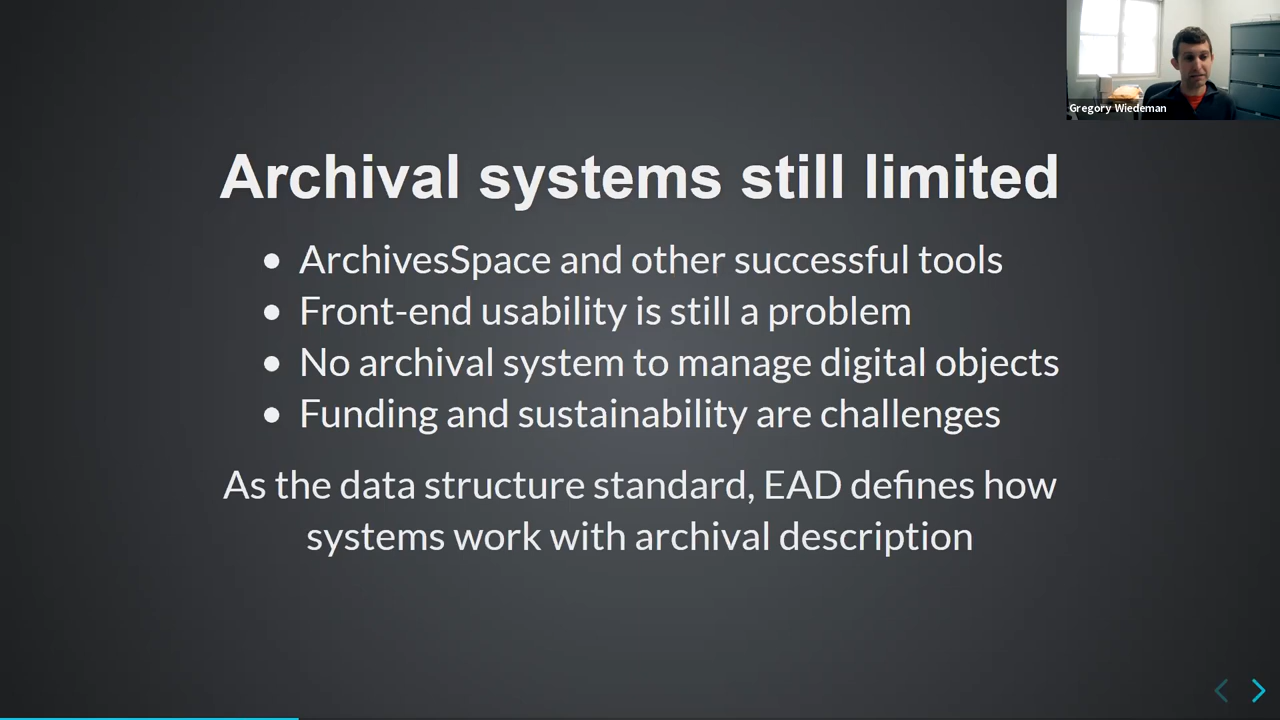 Gregory Wiedeman
Archival systems still limited
• ArchivesSpace and other successful tools
• Front-end usability is still a problem
• No archival system to manage digital objects
• Funding and sustainability are challenges
As the data structure standard, EAD defines how
systems work with archival description